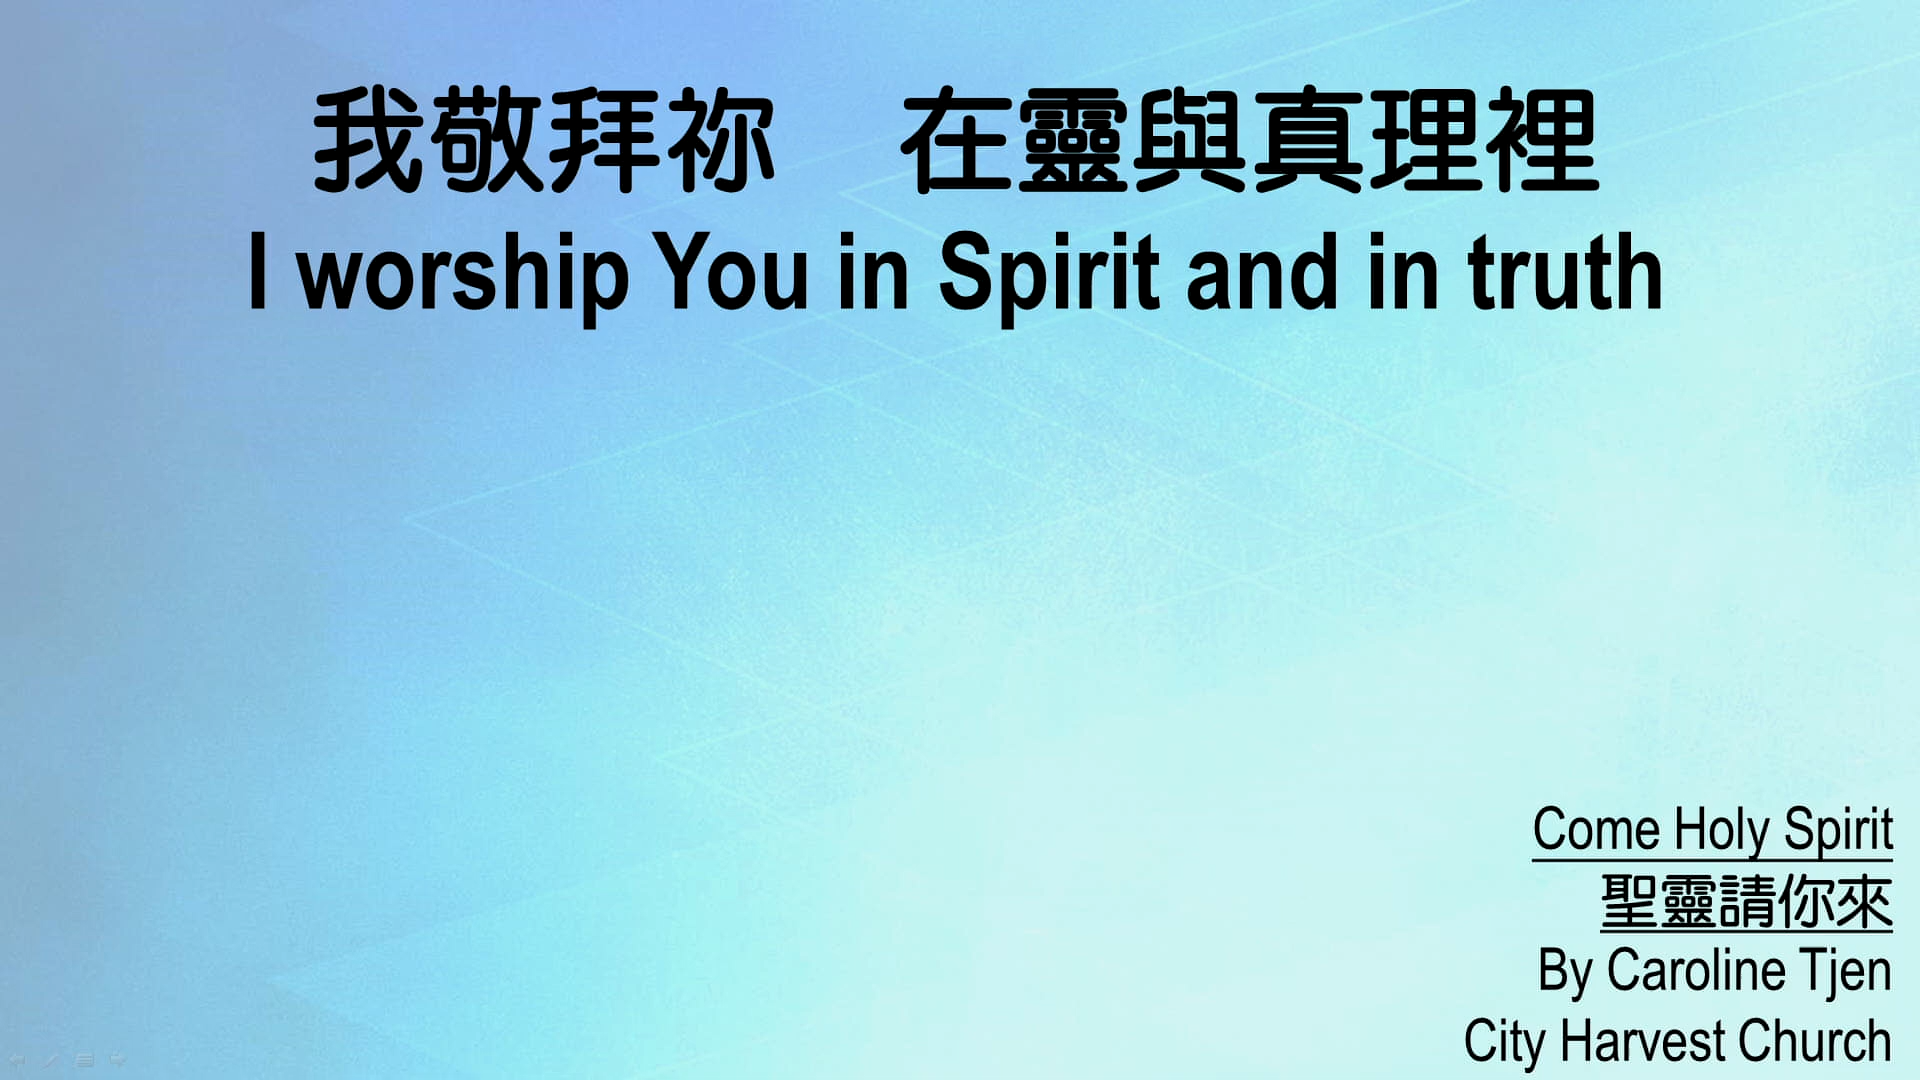 我敬拜祢　在靈與真理裡
I worship You in Spirit and in truth
Come Holy Spirit
聖靈請你來
By Caroline Tjen
City Harvest Church